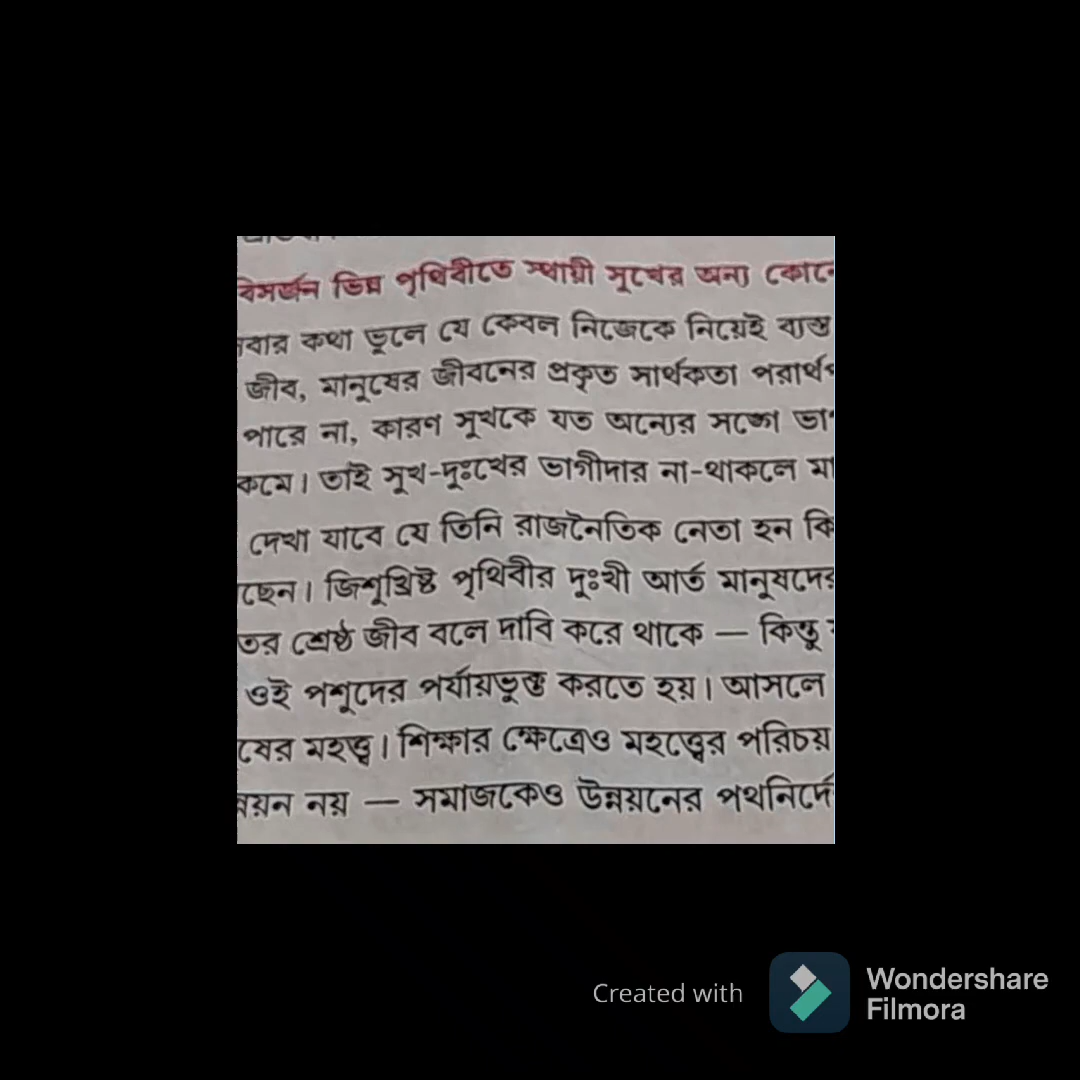 বিসর্জন ভিন্ন পৃথিবীতে স্থায়ী সুখের অন্য
কথা ভুলে যে কেবল নিজেকে নিয়েই ব্যস্ত
জীব, মানুষের জীবনের প্রকৃত সার্থকতা
পারে না, কারণ সুখকে যত অন্যের সঙ্গে
কমে। তাই সুখ-দুঃখের ভাগীদার না-থাকলে
দেখা যাবে যে তিনি রাজনৈতিক নেতা হন
ছেন। জিশুখ্রিষ্ট পৃথিবীর দুঃখী আর্ত মানুষদের
তর শ্রেষ্ঠ জীব বলে দাবি করে থাকে — কিন্তু
ওই পশুদের পর্যায়ভুক্ত করতে হয়। আসলে
ষের মহত্ত্ব। শিক্ষার ক্ষেত্রেও মহত্ত্বের পরিচয়
ন্নয়ন নয় — সমাজকেও উন্নয়নের
Created with
Wondershare
Filmora